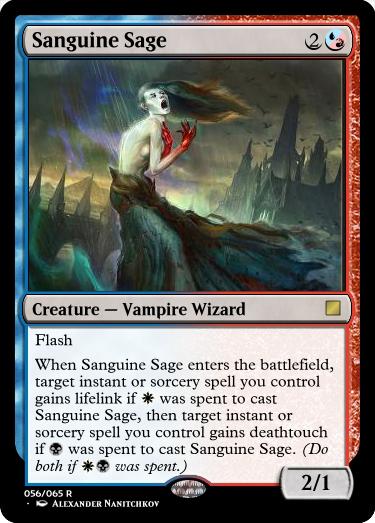 Sanguine Sage 2
Creature — Vampire Wizard
Flash
When Sanguine Sage enters the battlefield,
target instant or sorcery spell you control
gains lifelink if was spent to cast
Sanguine Sage, then target instant or
sorcery spell you control gains deathtouch
if was spent to cast Sanguine Sage. (Do
both if was spent.)
2/1
056/065 R
Alexander Nanitchkov